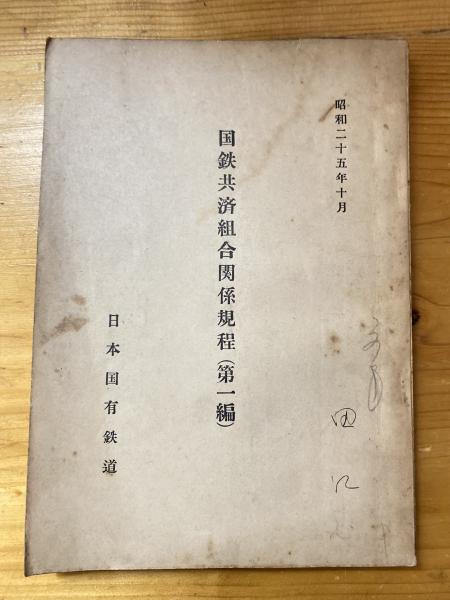 昭和二十五年十月
国鉄共済組合関係規程(第一編)
日本国有鉄道